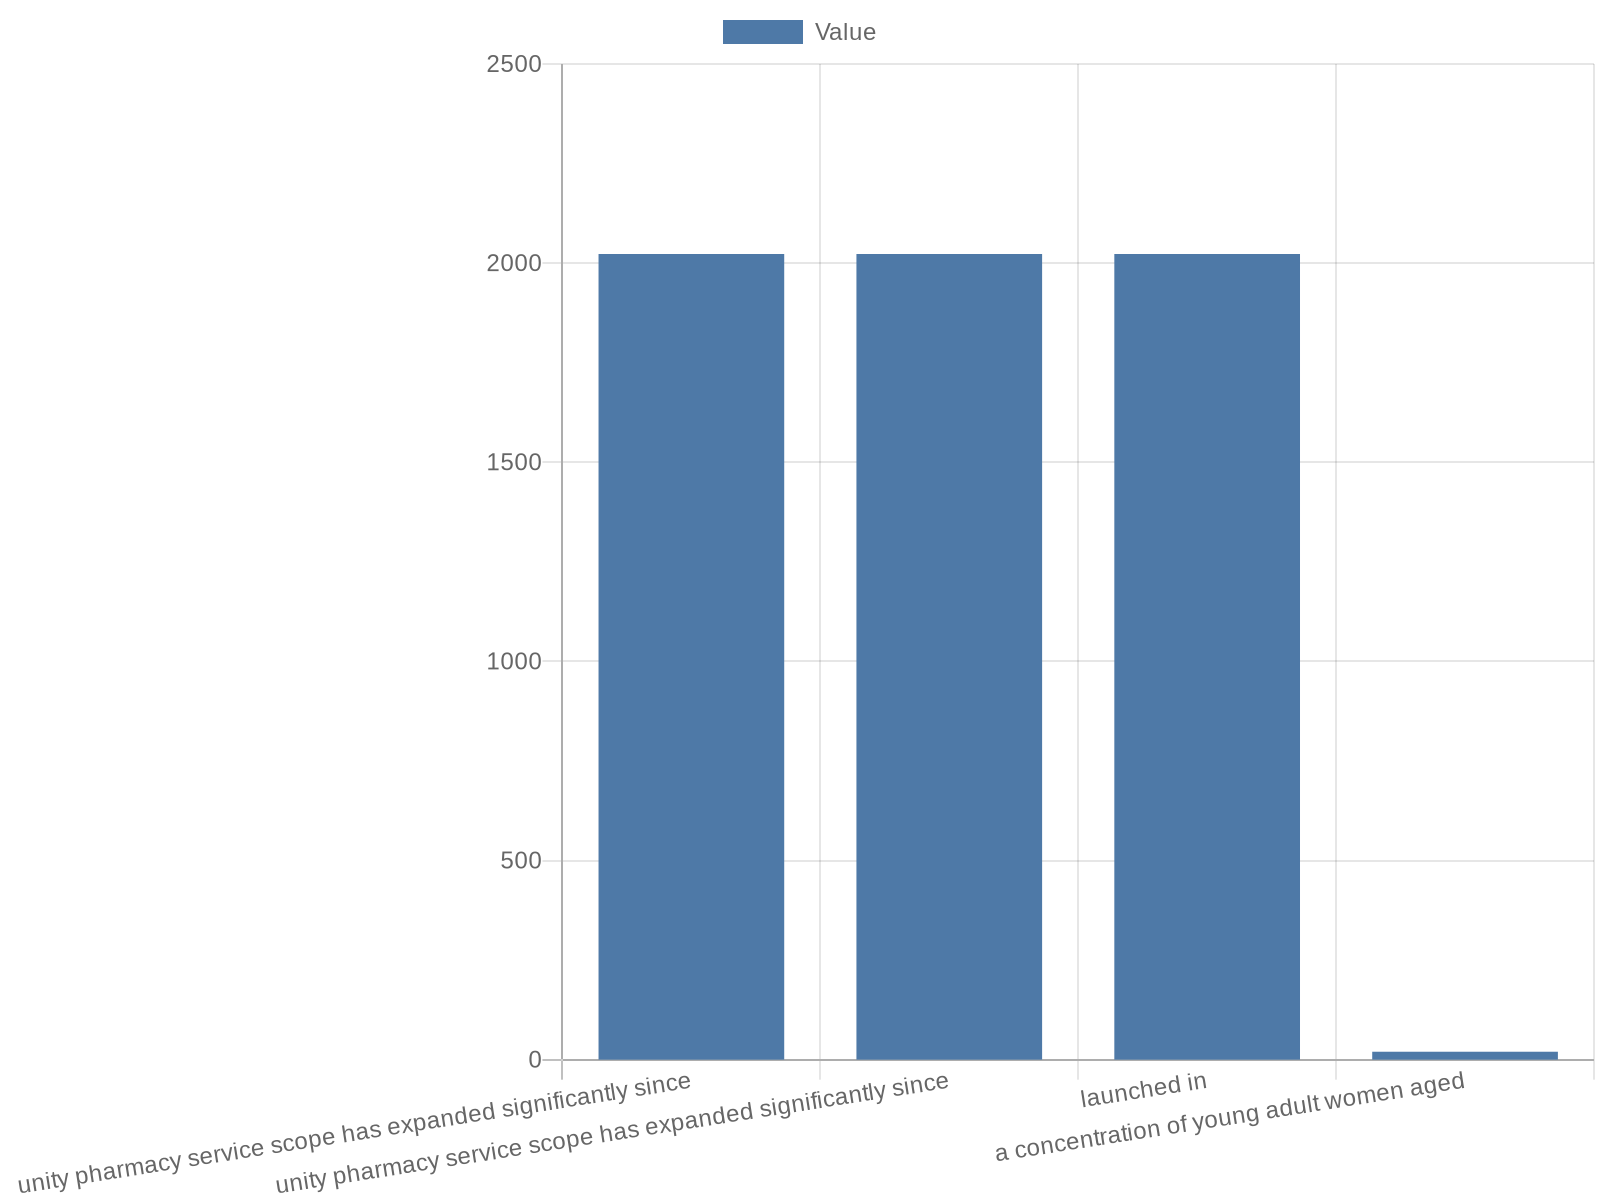 Value
2500
2000
1500
1000
500
0
unity pharmacy service scope has expanded significantly since
unity pharmacy service scope has expanded significantly since
launched in
a concentration of young adult women aged